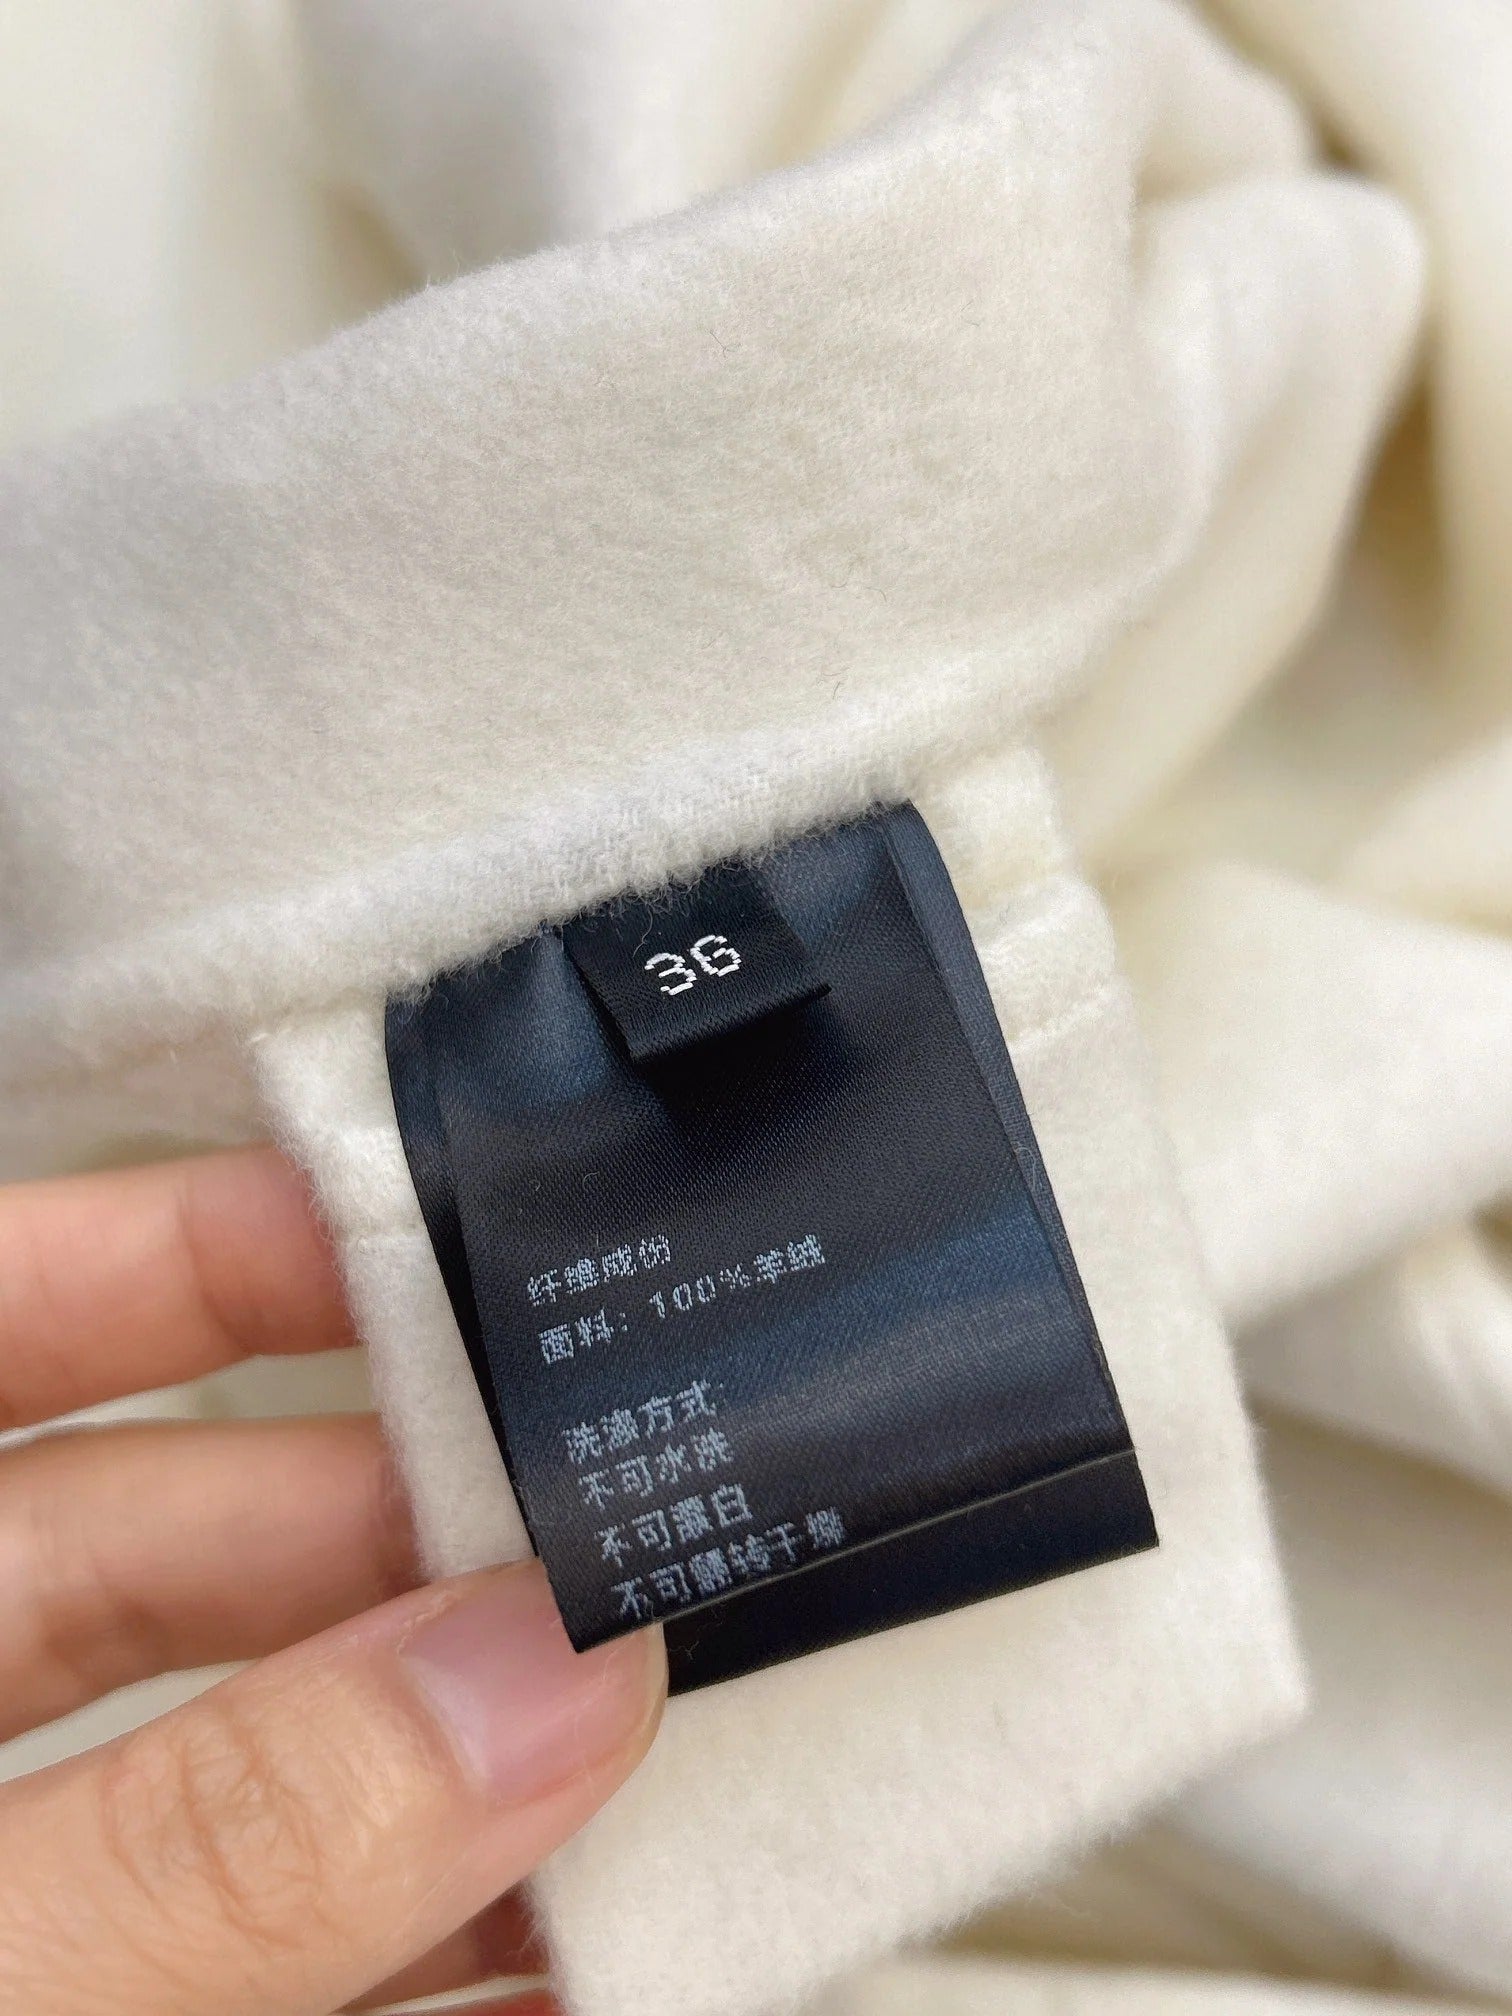 36
纤维成份
面料: 100%羊绒
洗涤方式:
不可水洗
不可漂白
不可翻转干燥